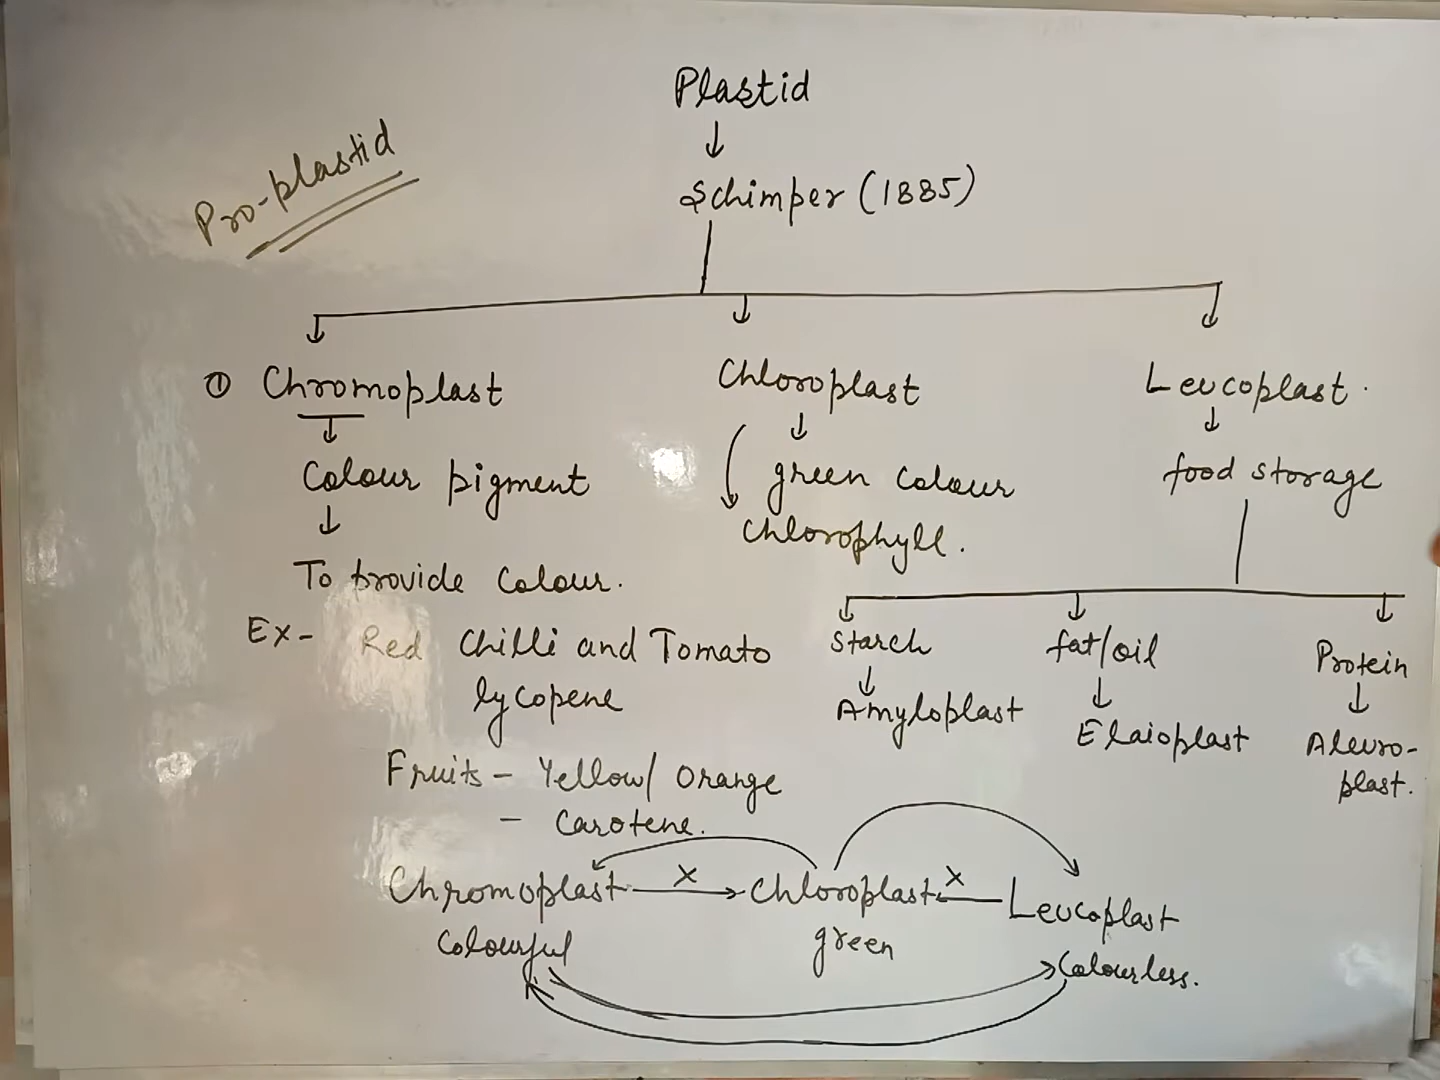 Plastid
↓
Pro-plastid
Schimper (1885)
① Chromoplast
Chloroplast
Leucoplast.
↓
↓
↓
Colour pigment
green colour
food storage
↓
Chlorophyll.
To provide colour.
Ex- Red Chilli and Tomato
lycopene
Starch
fat/oil
Protein
↓
↓
↓
Amyloplast
Elaioplast
Aleuro-
plast.
Fruits - Yellow/ Orange
- Carotene.
Chromoplast X→ Chloroplast ←X Leucoplast
colourful
green
Colourless.